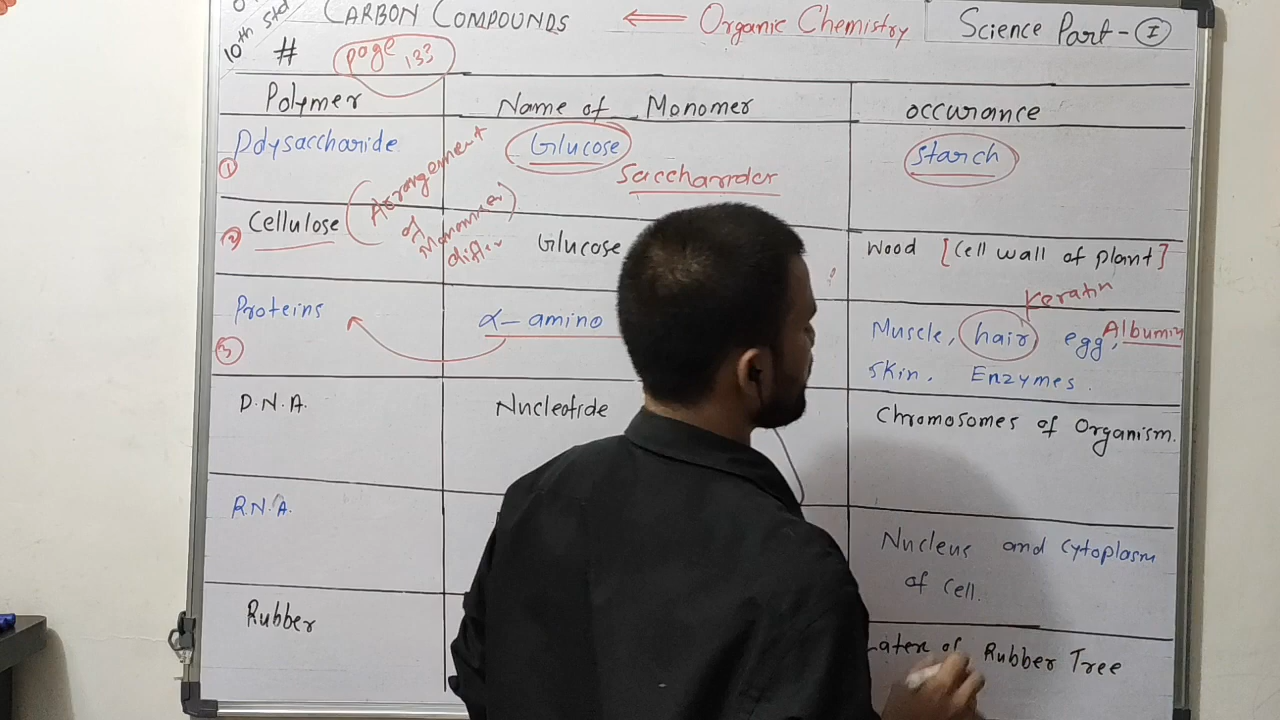 10th std
CARBON COMPOUNDS ⟸ Organic Chemistry
Science Part - I
# page 133
Polymer Name of Monomer occurance
① Polysaccharide Glucose starch
Saccharider
② Cellulose (Arrangement of Monomer differ) Glucose Wood [Cell wall of plant]
③ Proteins α- amino Muscle, hair egg, Albumin
keratin
skin. Enzymes.
D.N.A. Nucleotide Chromosomes of Organism.
R.N.A. Nucleus and Cytoplasm
of Cell.
Rubber Latex of Rubber Tree